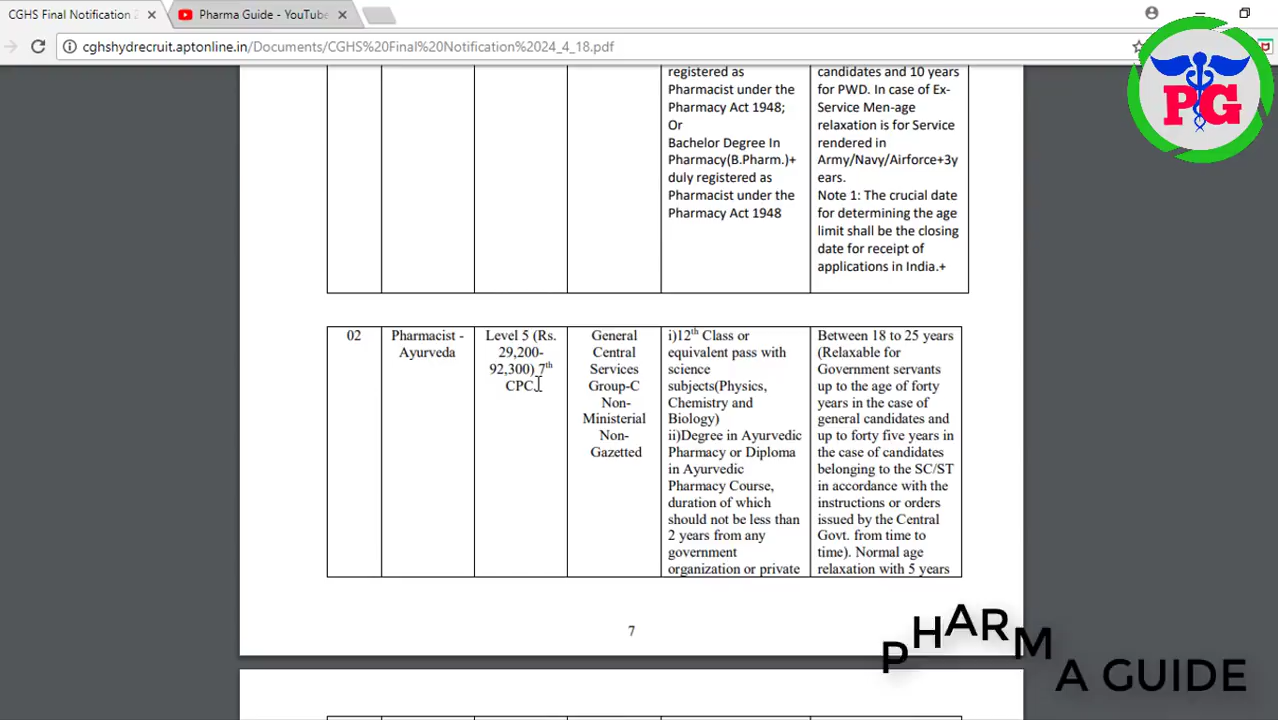 CGHS Final Notification 2
Pharma Guide - YouTube
cghshydrecruit.aptonline.in/Documents/CGHS%20Final%20Notification%2024_4_18.pdf
PG
registered as
Pharmacist under the
Pharmacy Act 1948;
Or
Bachelor Degree In
Pharmacy(B.Pharm.)+
duly registered as
Pharmacist under the
Pharmacy Act 1948
candidates and 10 years
for PWD. In case of Ex-
Service Men-age
relaxation is for Service
rendered in
Army/Navy/Airforce+3y
ears.
Note 1: The crucial date
for determining the age
limit shall be the closing
date for receipt of
applications in India.+
02
Pharmacist -
Ayurveda
Level 5 (Rs.
29,200-
92,300) 7th
CPC.
General
Central
Services
Group-C
Non-
Ministerial
Non-
Gazetted
i)12th Class or
equivalent pass with
science
subjects(Physics,
Chemistry and
Biology)
ii)Degree in Ayurvedic
Pharmacy or Diploma
in Ayurvedic
Pharmacy Course,
duration of which
should not be less than
2 years from any
government
organization or private
Between 18 to 25 years
(Relaxable for
Government servants
up to the age of forty
years in the case of
general candidates and
up to forty five years in
the case of candidates
belonging to the SC/ST
in accordance with the
instructions or orders
issued by the Central
Govt. from time to
time). Normal age
relaxation with 5 years
7
PHARMA GUIDE